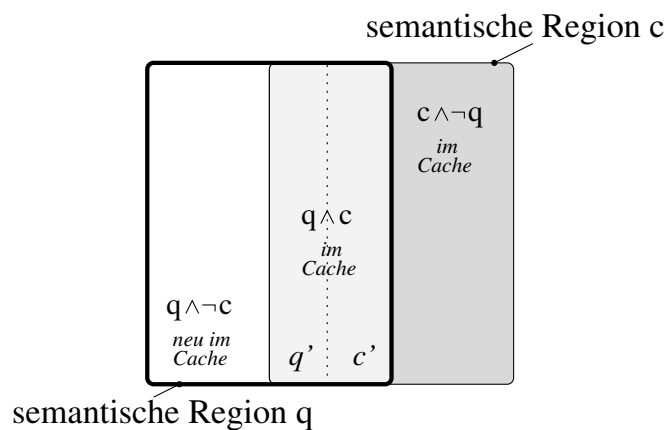 semantische Region c
c∧¬q
im
Cache
q∧c
im
Cache
q∧¬c
neu im
Cache
q’
c’
semantische Region q